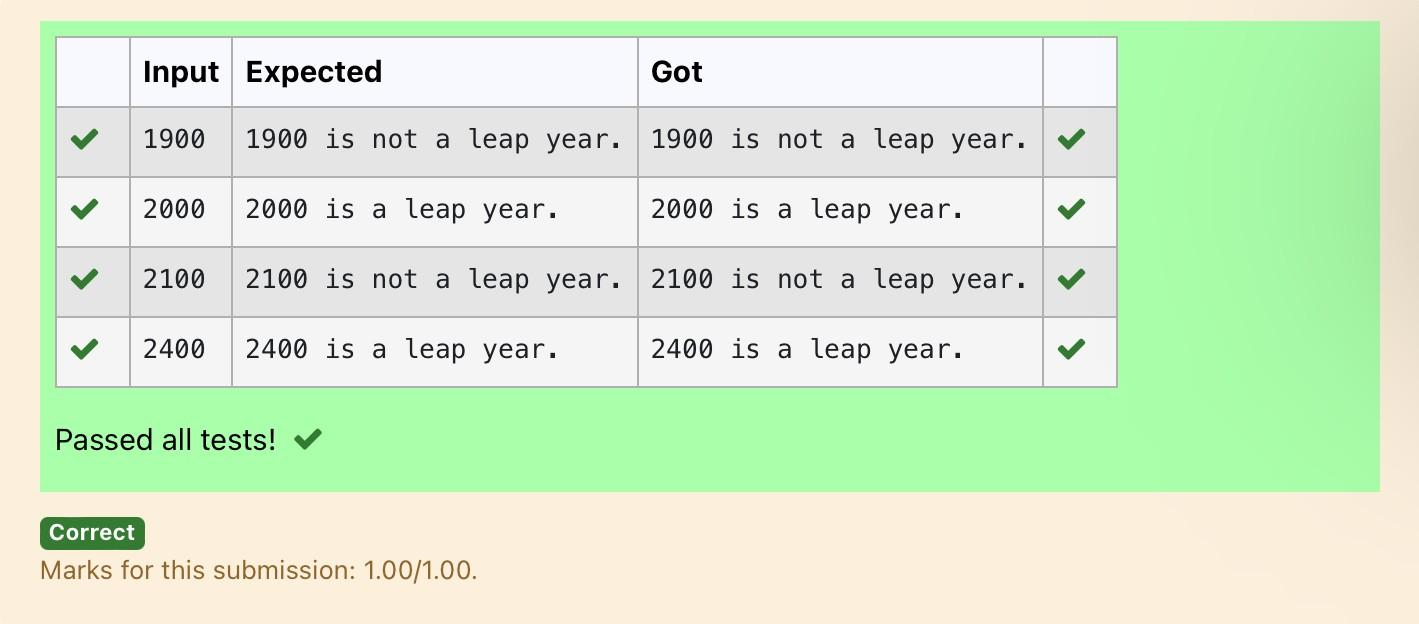 Input Expected Got
1900 1900 is not a leap year. 1900 is not a leap year.
2000 2000 is a leap year. 2000 is a leap year.
2100 2100 is not a leap year. 2100 is not a leap year.
2400 2400 is a leap year. 2400 is a leap year.
Passed all tests!
Correct
Marks for this submission: 1.00/1.00.